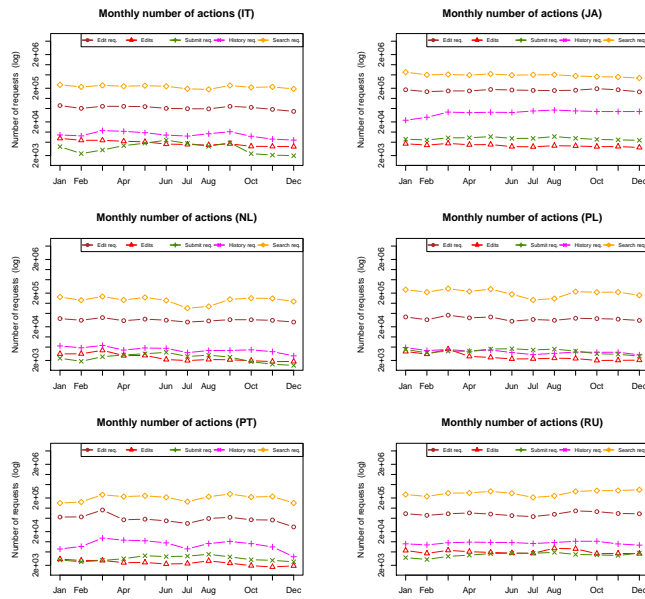 Monthly number of actions (IT)
Edit req. Edits Submit req. History req. Search req.
Number of requests (log)
2e+03 2e+04 2e+05 2e+06
Jan Feb Apr Jun Jul Aug Oct Dec
Monthly number of actions (JA)
Edit req. Edits Submit req. History req. Search req.
Number of requests (log)
2e+03 2e+04 2e+05 2e+06
Jan Feb Apr Jun Jul Aug Oct Dec
Monthly number of actions (NL)
Edit req. Edits Submit req. History req. Search req.
Number of requests (log)
2e+03 2e+04 2e+05 2e+06
Jan Feb Apr Jun Jul Aug Oct Dec
Monthly number of actions (PL)
Edit req. Edits Submit req. History req. Search req.
Number of requests (log)
2e+03 2e+04 2e+05 2e+06
Jan Feb Apr Jun Jul Aug Oct Dec
Monthly number of actions (PT)
Edit req. Edits Submit req. History req. Search req.
Number of requests (log)
2e+03 2e+04 2e+05 2e+06
Jan Feb Apr Jun Jul Aug Oct Dec
Monthly number of actions (RU)
Edit req. Edits Submit req. History req. Search req.
Number of requests (log)
2e+03 2e+04 2e+05 2e+06
Jan Feb Apr Jun Jul Aug Oct Dec